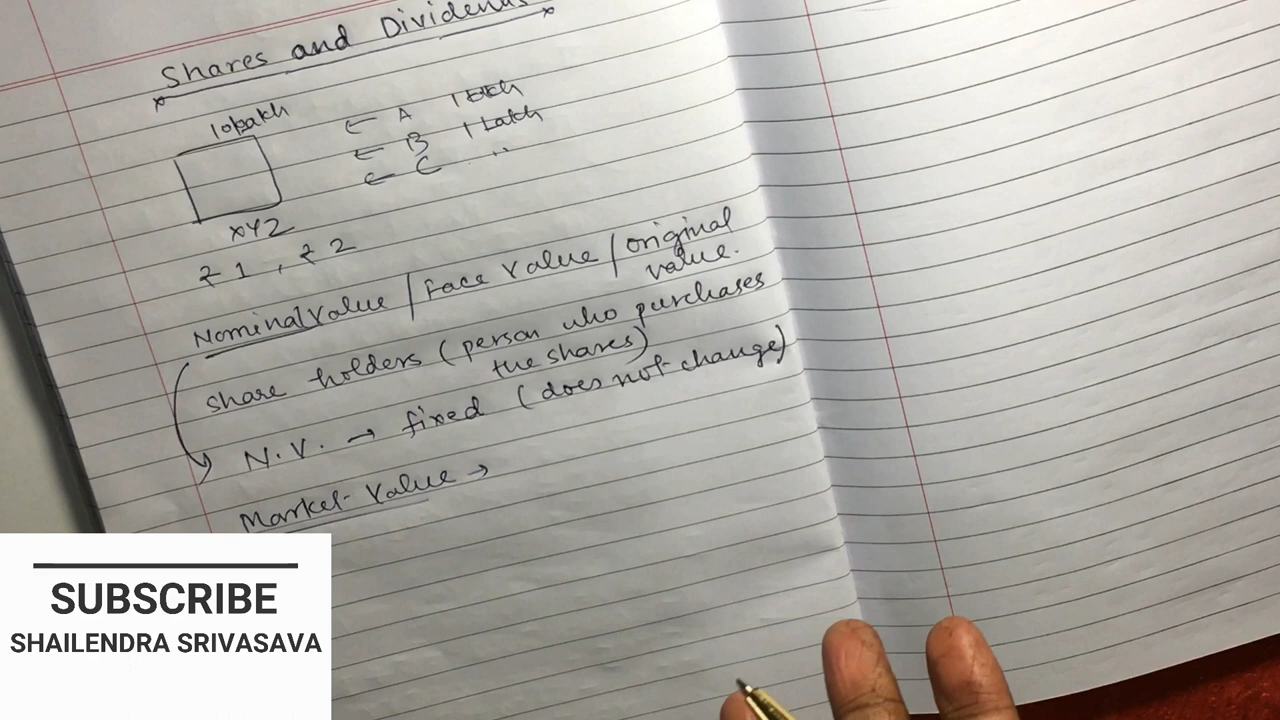 Shares and Dividends
10 Lakh
← A 1 Lakh
← B 1 Lakh
← C ''
XYZ
₹ 1 , ₹ 2
Nominal Value / Face Value / original value.
share holders (person who purchases
the shares)
N.V. → fixed (does not change)
Market Value →
SUBSCRIBE
SHAILENDRA SRIVASAVA